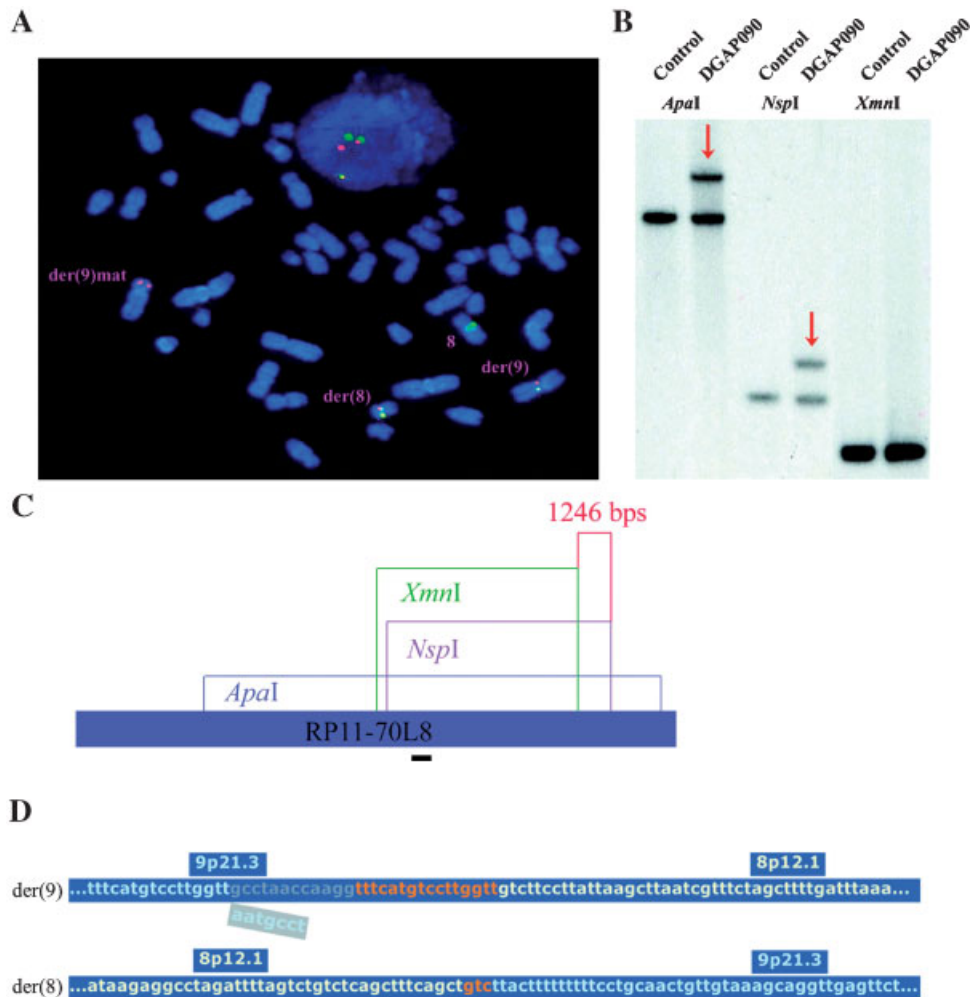 A
der(9)mat
8
der(8)
der(9)
B
Control
DGAP090
Control
DGAP090
Control
DGAP090
ApaI
NspI
XmnI
C
1246 bps
XmnI
NspI
ApaI
RP11-70L8
D
9p21.3
8p12.1
der(9)
...tttcatgtccttggttgcctaaccaaggtttcatgtccttggttgtcttccttattaagcttaatcgtttctagcttttgatttaaa...
aatgcct
8p12.1
9p21.3
der(8)
...ataagaggcctagattttagtctgtctcagctttcagctgtcttacttttttttttcctgcaactgttgtaaagcaggttgagttct...